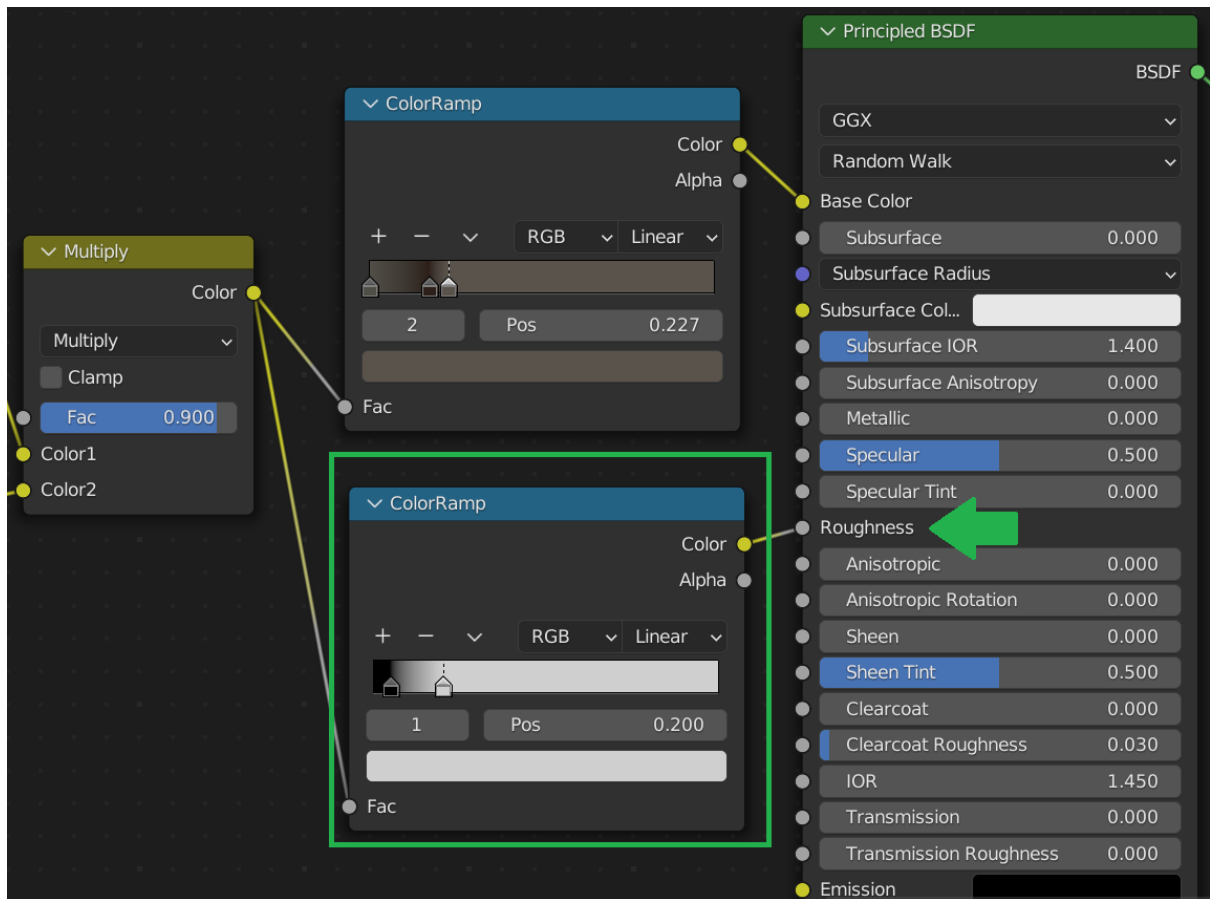 Multiply
Color
Multiply
Clamp
Fac 0.900
Color1
Color2
ColorRamp
Color
Alpha
+ − RGB Linear
2 Pos 0.227
Fac
ColorRamp
Color
Alpha
+ − RGB Linear
1 Pos 0.200
Fac
Principled BSDF
BSDF
GGX
Random Walk
Base Color
Subsurface 0.000
Subsurface Radius
Subsurface Col...
Subsurface IOR 1.400
Subsurface Anisotropy 0.000
Metallic 0.000
Specular 0.500
Specular Tint 0.000
Roughness
Anisotropic 0.000
Anisotropic Rotation 0.000
Sheen 0.000
Sheen Tint 0.500
Clearcoat 0.000
Clearcoat Roughness 0.030
IOR 1.450
Transmission 0.000
Transmission Roughness 0.000
Emission